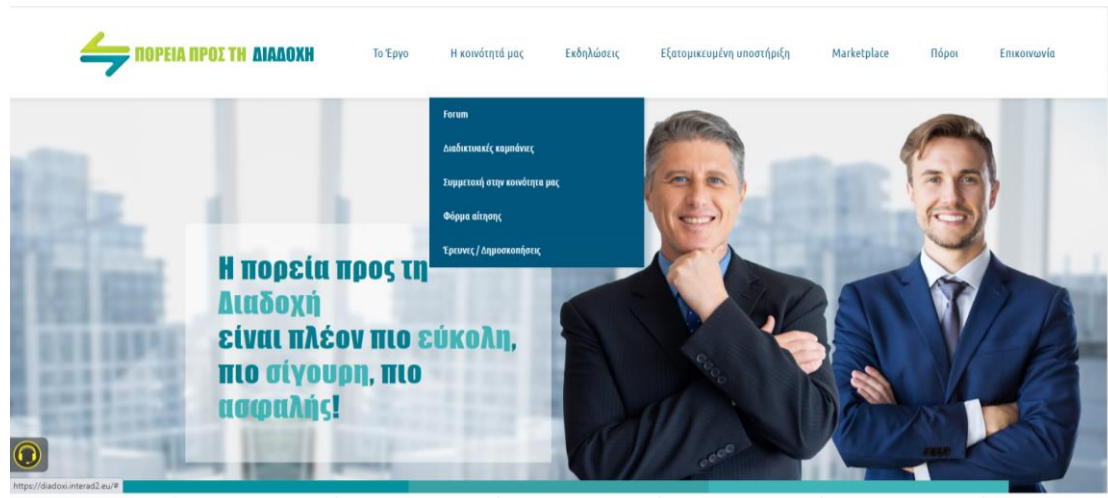 ΠΟΡΕΙΑ ΠΡΟΣ ΤΗ ΔΙΑΔΟΧΗ
Το Έργο
Η κοινότητά μας
Εκδηλώσεις
Εξατομικευμένη υποστήριξη
Marketplace
Πόροι
Επικοινωνία
Forum
Διαδικτυακές καμπάνιες
Συμμετοχή στην κοινότητα μας
Φόρμα αίτησης
Έρευνες / Δημοσκοπήσεις
Η πορεία προς τη
Διαδοχή
είναι πλέον πιο εύκολη,
πιο σίγουρη, πιο
ασφαλής!
https://diadoxi.interad2.eu/#